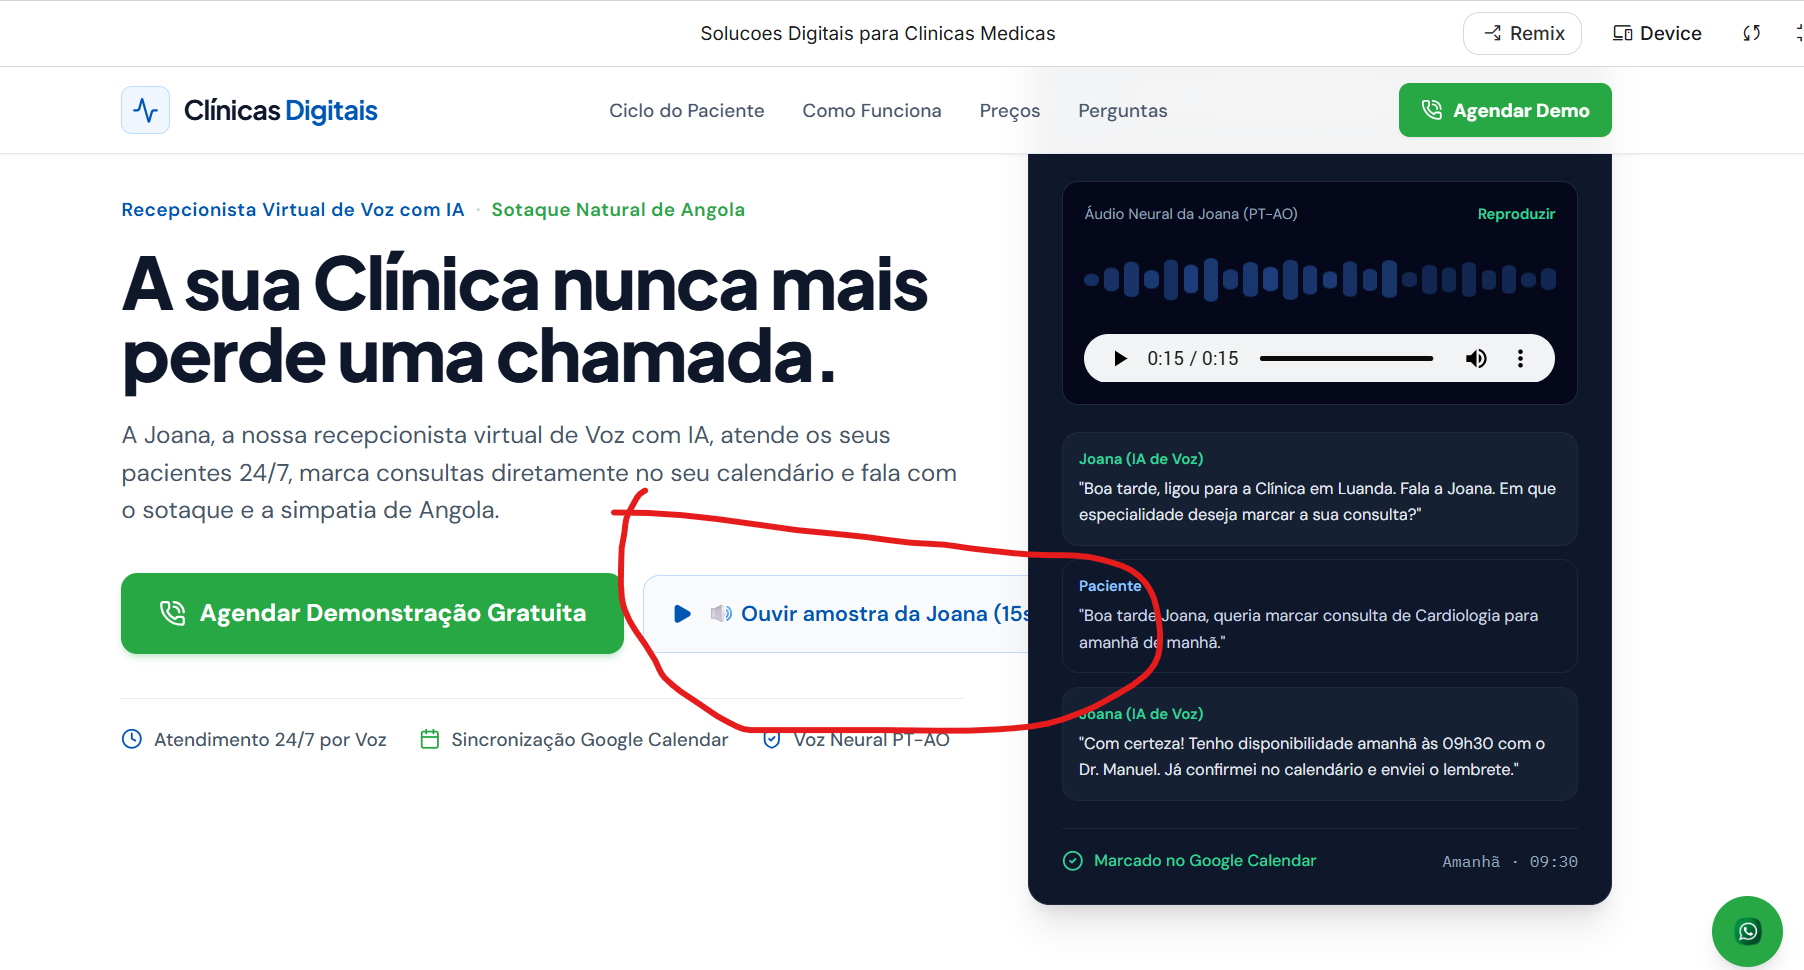 Solucoes Digitais para Clinicas Medicas
Remix
Device
Clínicas Digitais
Ciclo do Paciente
Como Funciona
Preços
Perguntas
Agendar Demo
Recepcionista Virtual de Voz com IA · Sotaque Natural de Angola
A sua Clínica nunca mais
perde uma chamada.
A Joana, a nossa recepcionista virtual de Voz com IA, atende os seus
pacientes 24/7, marca consultas diretamente no seu calendário e fala com
o sotaque e a simpatia de Angola.
Agendar Demonstração Gratuita
Ouvir amostra da Joana (15s
Atendimento 24/7 por Voz
Sincronização Google Calendar
Voz Neural PT-AO
Áudio Neural da Joana (PT-AO)
Reproduzir
0:15 / 0:15
Joana (IA de Voz)
"Boa tarde, ligou para a Clínica em Luanda. Fala a Joana. Em que
especialidade deseja marcar a sua consulta?"
Paciente
"Boa tarde Joana, queria marcar consulta de Cardiologia para
amanhã de manhã."
Joana (IA de Voz)
"Com certeza! Tenho disponibilidade amanhã às 09h30 com o
Dr. Manuel. Já confirmei no calendário e enviei o lembrete."
Marcado no Google Calendar
Amanhã · 09:30